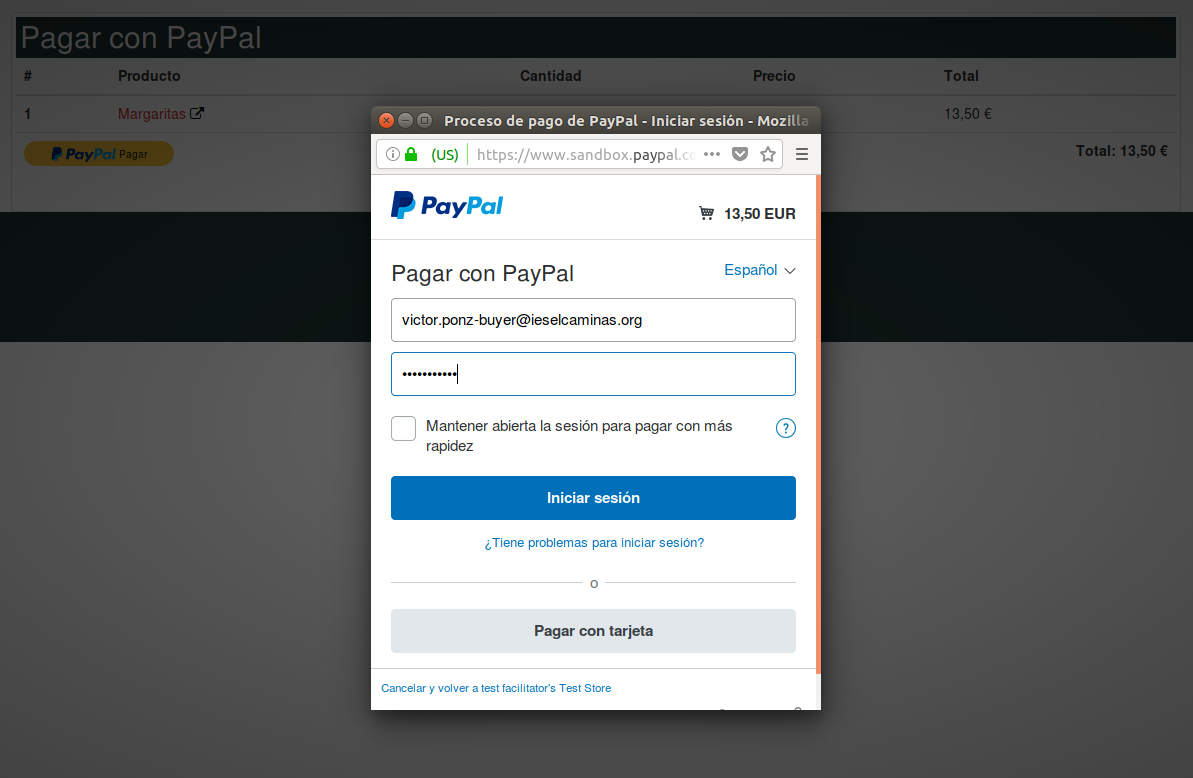 Pagar con PayPal
# Producto Cantidad Precio Total
1 Margaritas 13,50 €
PayPal Pagar
Total: 13,50 €
Proceso de pago de PayPal - Iniciar sesión - Mozilla
(US) https://www.sandbox.paypal.co
PayPal
13,50 EUR
Pagar con PayPal
Español
victor.ponz-buyer@ieselcaminas.org
•••••••••••
Mantener abierta la sesión para pagar con más
rapidez
?
Iniciar sesión
¿Tiene problemas para iniciar sesión?
o
Pagar con tarjeta
Cancelar y volver a test facilitator's Test Store